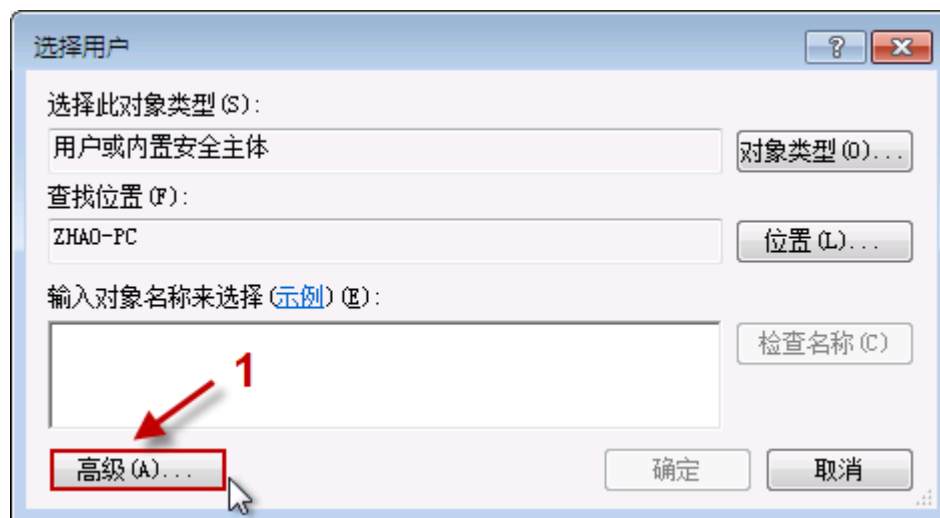 选择用户
选择此对象类型(S):
用户或内置安全主体
对象类型(O)...
查找位置(F):
ZHAO-PC
位置(L)...
输入对象名称来选择(示例)(E):
检查名称(C)
1
高级(A)...
确定
取消